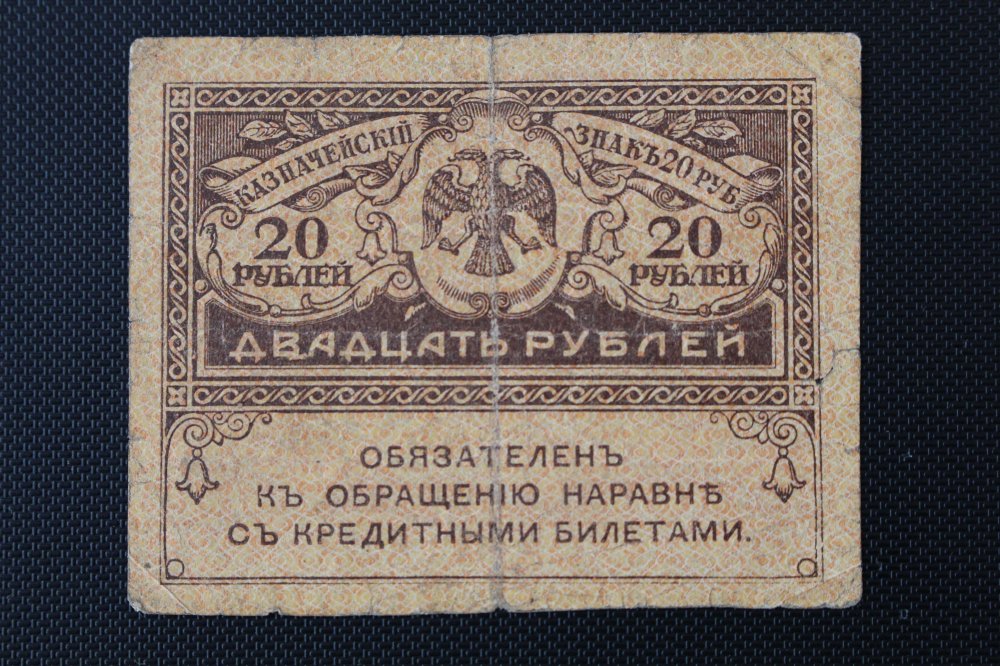 КАЗНАЧЕЙСКІЙ ЗНАКЪ 20 РУБ
20 20
РУБЛЕЙ РУБЛЕЙ
ДВАДЦАТЬ РУБЛЕЙ
ОБЯЗАТЕЛЕНЪ
КЪ ОБРАЩЕНІЮ НАРАВНѢ
СЪ КРЕДИТНЫМИ БИЛЕТАМИ.